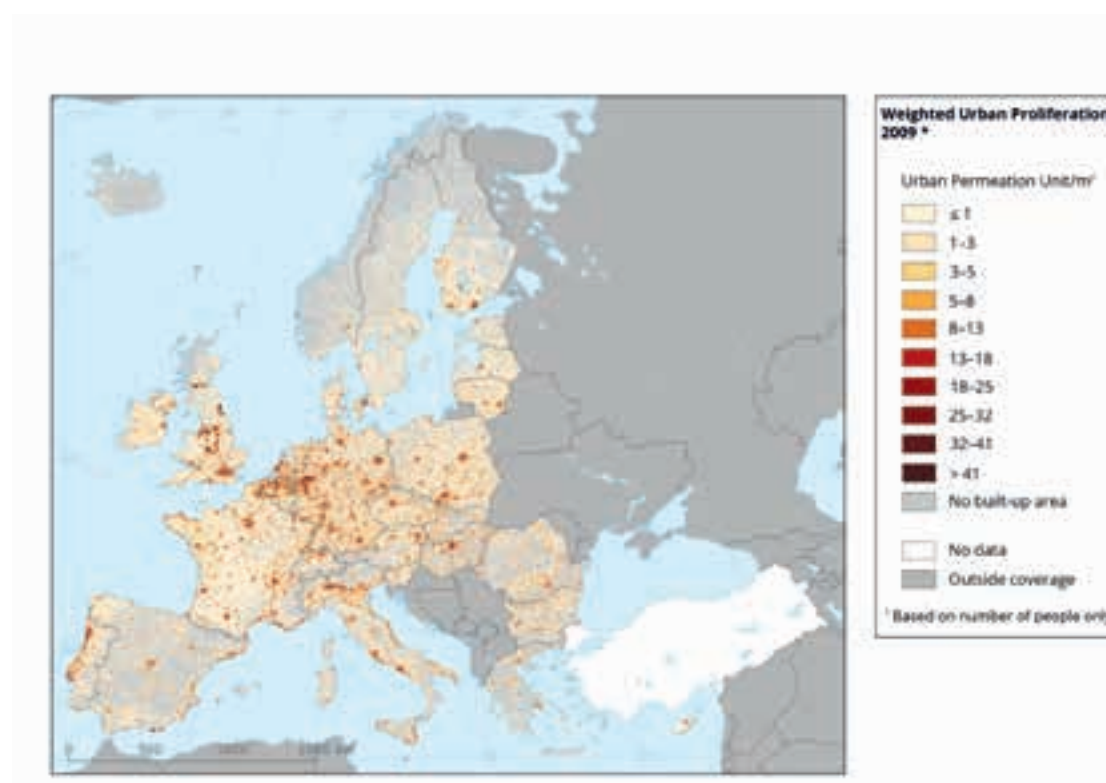 Weighted Urban Proliferation
2009 *
Urban Permeation Unit/m²
≤ 1
1–3
3–5
5–8
8–13
13–18
18–25
25–32
32–41
> 41
No built-up area
No data
Outside coverage
* Based on number of people only
0 500